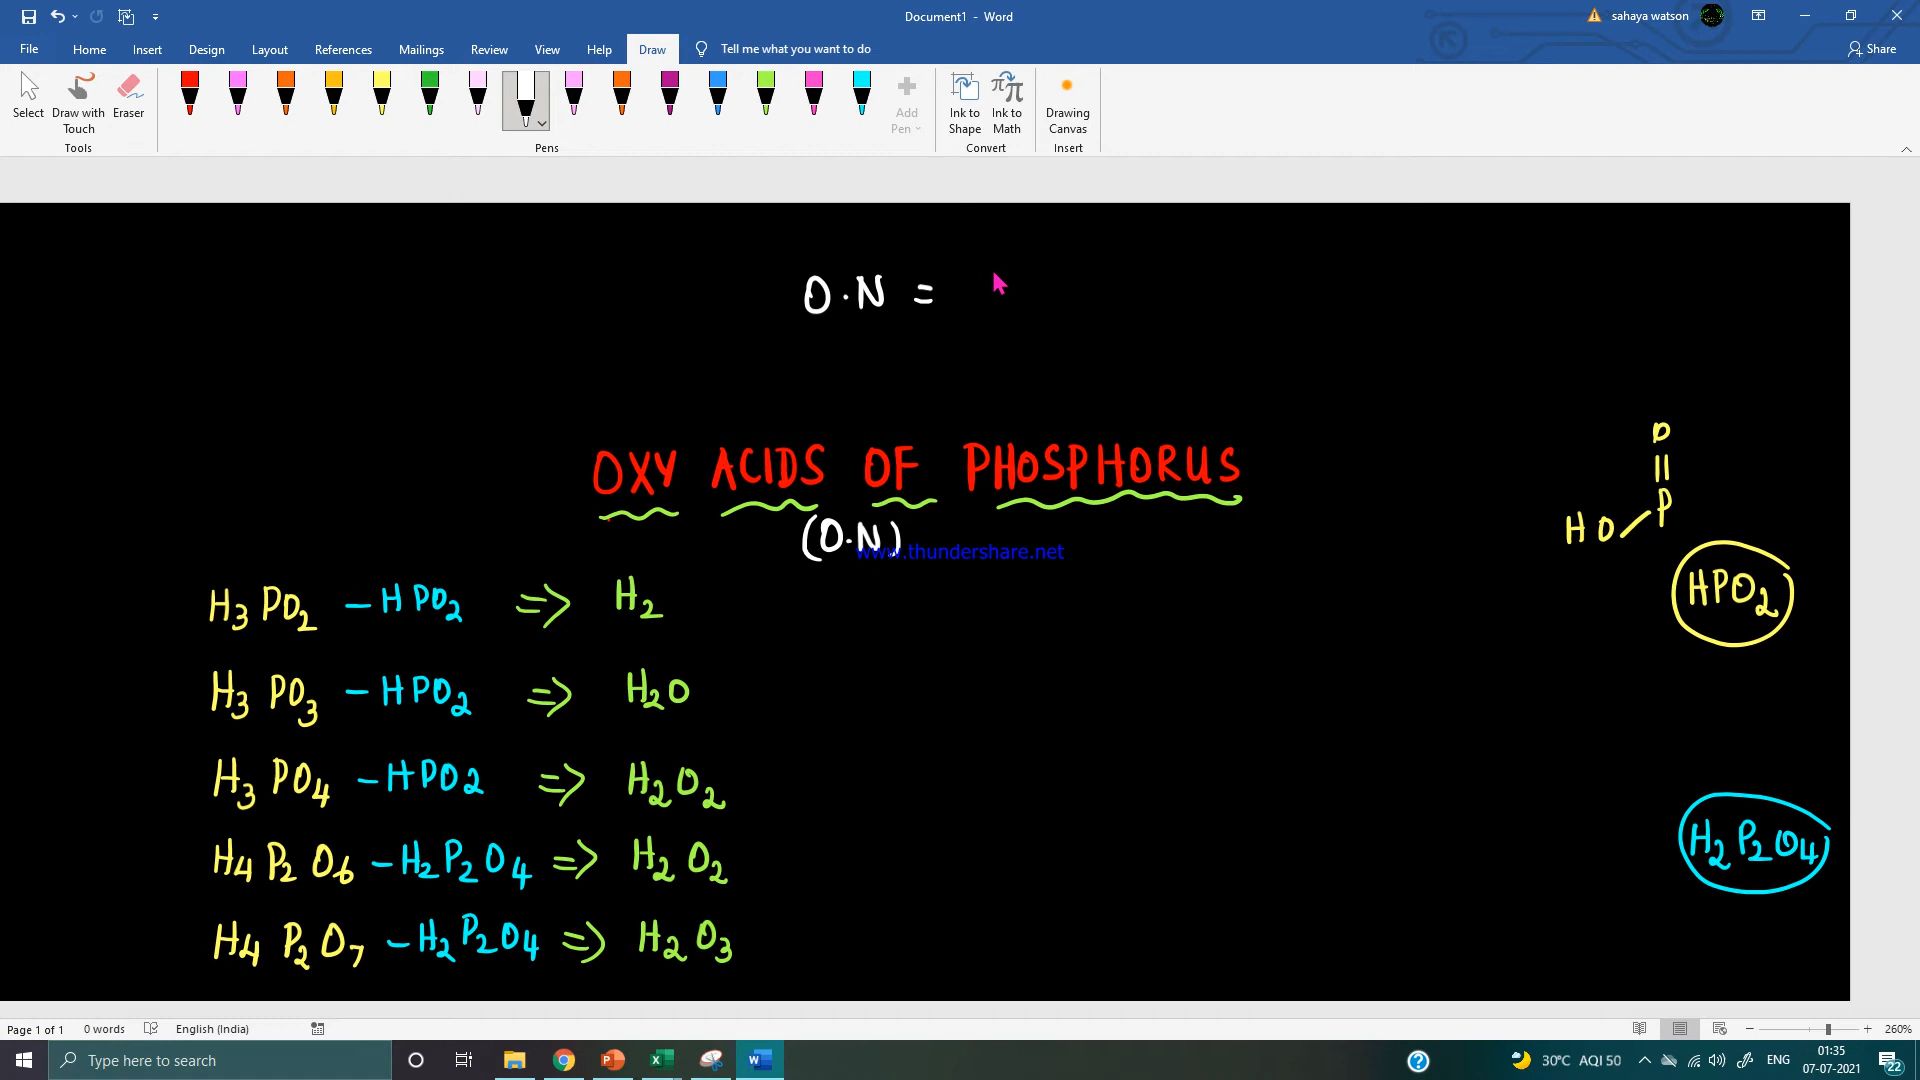 Document1 - Word
sahaya watson
File Home Insert Design Layout References Mailings Review View Help Draw Tell me what you want to do Share
Select Draw with Touch Eraser Add Pen Ink to Shape Ink to Math Drawing Canvas
Tools Pens Convert Insert
O.N =
OXY ACIDS OF PHOSPHORUS
(O.N)
www.thundershare.net
O
||
P
HO
HPO2
H3PO2 - HPO2 => H2
H3PO3 - HPO2 => H2O
H3PO4 - HPO2 => H2O2
H4P2O6 - H2P2O4 => H2O2
H2P2O4
H4P2O7 - H2P2O4 => H2O3
Page 1 of 1 0 words English (India) 260%
Type here to search 30°C AQI 50 ENG 01:35
07-07-2021 22